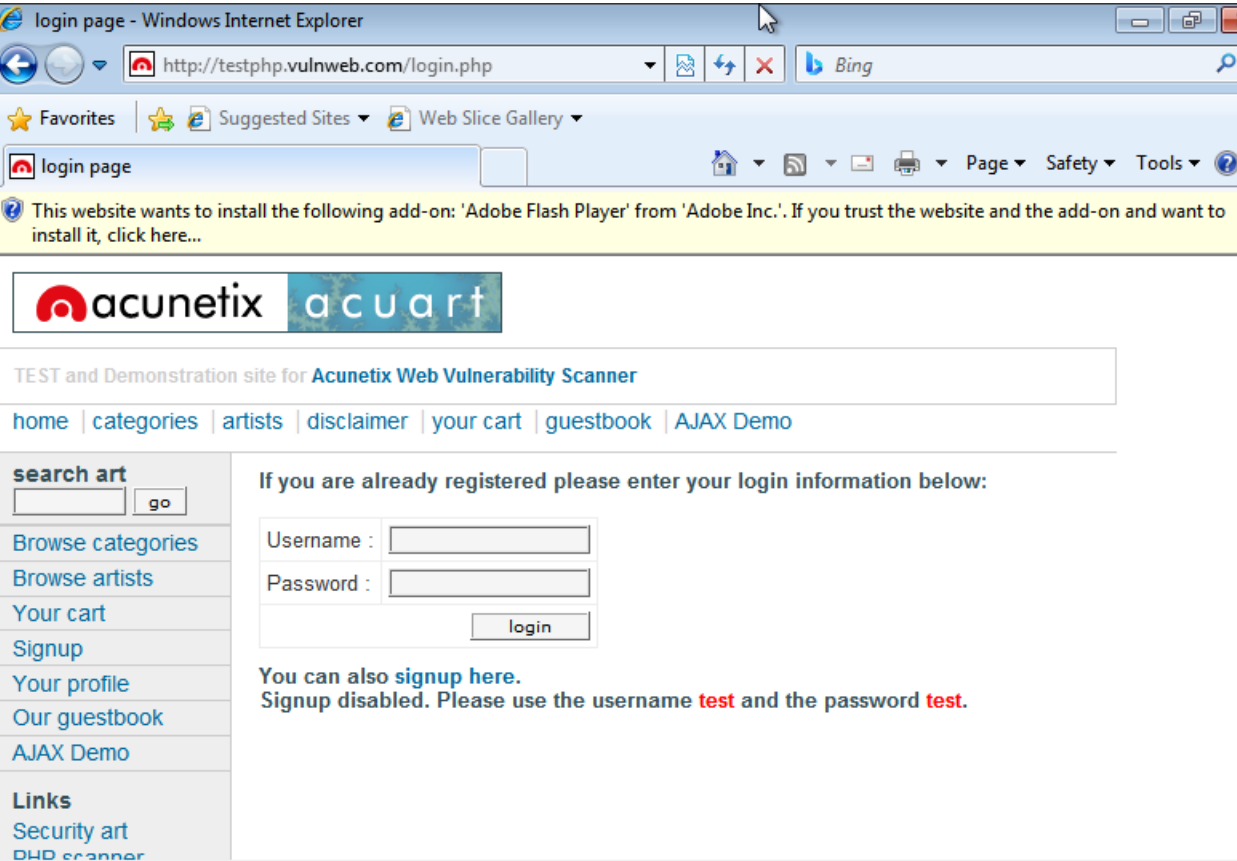 login page - Windows Internet Explorer
http://testphp.vulnweb.com/login.php
Bing
Favorites
Suggested Sites
Web Slice Gallery
login page
Page
Safety
Tools
This website wants to install the following add-on: 'Adobe Flash Player' from 'Adobe Inc.'. If you trust the website and the add-on and want to
install it, click here...
acunetix acuart
TEST and Demonstration site for Acunetix Web Vulnerability Scanner
home | categories | artists | disclaimer | your cart | guestbook | AJAX Demo
search art
go
Browse categories
Browse artists
Your cart
Signup
Your profile
Our guestbook
AJAX Demo
Links
Security art
PHP scanner
If you are already registered please enter your login information below:
Username :
Password :
login
You can also signup here.
Signup disabled. Please use the username test and the password test.